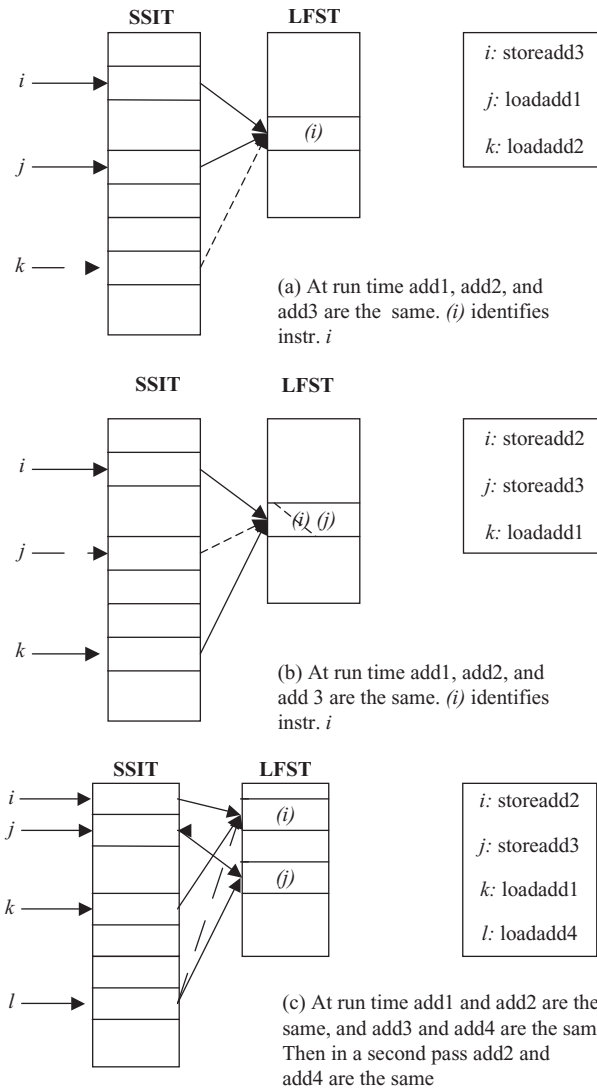 SSIT LFST
i
j
k
(i)
i: storeadd3
j: loadadd1
k: loadadd2
(a) At run time add1, add2, and
add3 are the same. (i) identifies
instr. i
SSIT LFST
i
j
k
(i) (j)
i: storeadd2
j: storeadd3
k: loadadd1
(b) At run time add1, add2, and
add 3 are the same. (i) identifies
instr. i
SSIT LFST
i
j
k
l
(i)
(j)
i: storeadd2
j: storeadd3
k: loadadd1
l: loadadd4
(c) At run time add1 and add2 are the
same, and add3 and add4 are the sam
Then in a second pass add2 and
add4 are the same